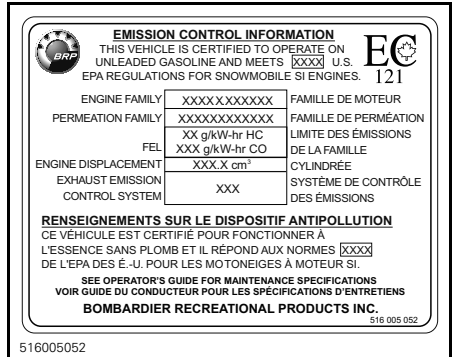 EMISSION CONTROL INFORMATION
THIS VEHICLE IS CERTIFIED TO OPERATE ON
UNLEADED GASOLINE AND MEETS XXXX U.S.
EPA REGULATIONS FOR SNOWMOBILE SI ENGINES.
BRP
EC
121
ENGINE FAMILY XXXXXXXXXXXX FAMILLE DE MOTEUR
PERMEATION FAMILY XXXXXXXXXXXX FAMILLE DE PERMÉATION
XX g/kW-hr HC LIMITE DES ÉMISSIONS
FEL XXX g/kW-hr CO DE LA FAMILLE
ENGINE DISPLACEMENT XXX.X cm³ CYLINDRÉE
EXHAUST EMISSION XXX SYSTÈME DE CONTRÔLE
CONTROL SYSTEM DES ÉMISSIONS
RENSEIGNEMENTS SUR LE DISPOSITIF ANTIPOLLUTION
CE VÉHICULE EST CERTIFIÉ POUR FONCTIONNER À
L'ESSENCE SANS PLOMB ET IL RÉPOND AUX NORMES XXXX
DE L'EPA DES É.-U. POUR LES MOTONEIGES À MOTEUR SI.
SEE OPERATOR'S GUIDE FOR MAINTENANCE SPECIFICATIONS
VOIR GUIDE DU CONDUCTEUR POUR LES SPÉCIFICATIONS D'ENTRETIENS
BOMBARDIER RECREATIONAL PRODUCTS INC.
516 005 052
516005052